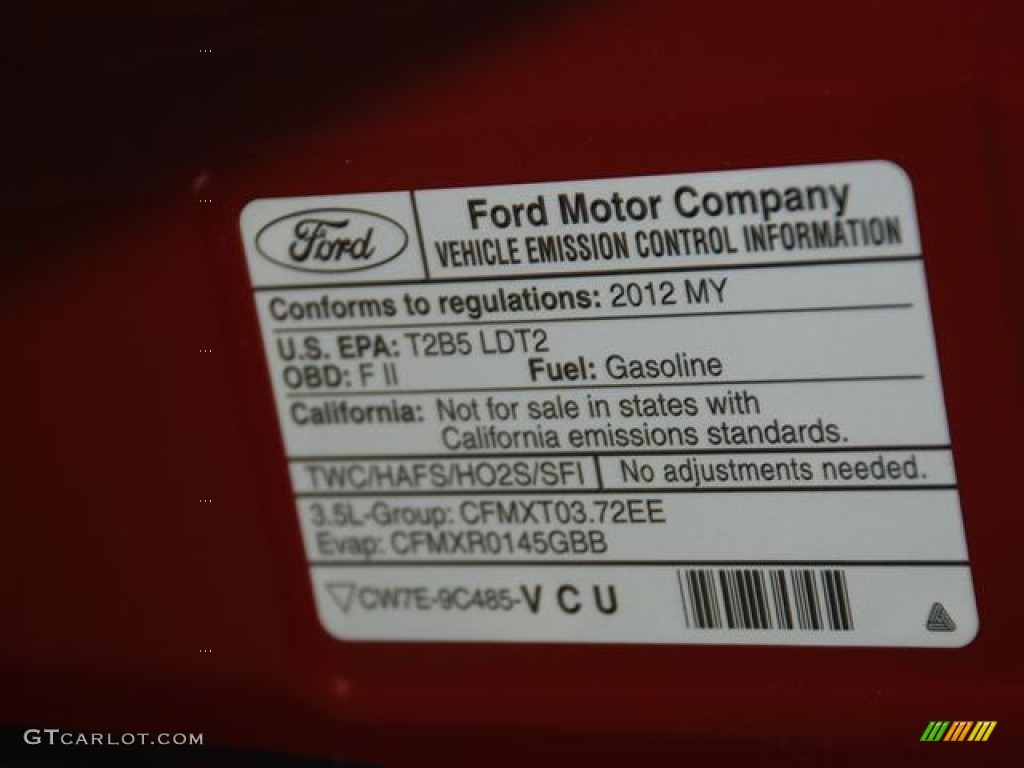 Ford
Ford Motor Company
VEHICLE EMISSION CONTROL INFORMATION
Conforms to regulations: 2012 MY
U.S. EPA: T2B5 LDT2
OBD: F II Fuel: Gasoline
California: Not for sale in states with
California emissions standards.
TWC/HAFS/HO2S/SFI No adjustments needed.
3.5L-Group: CFMXT03.72EE
Evap: CFMXR0145GBB
CW7E-9C485-V C U
GTCARLOT.COM